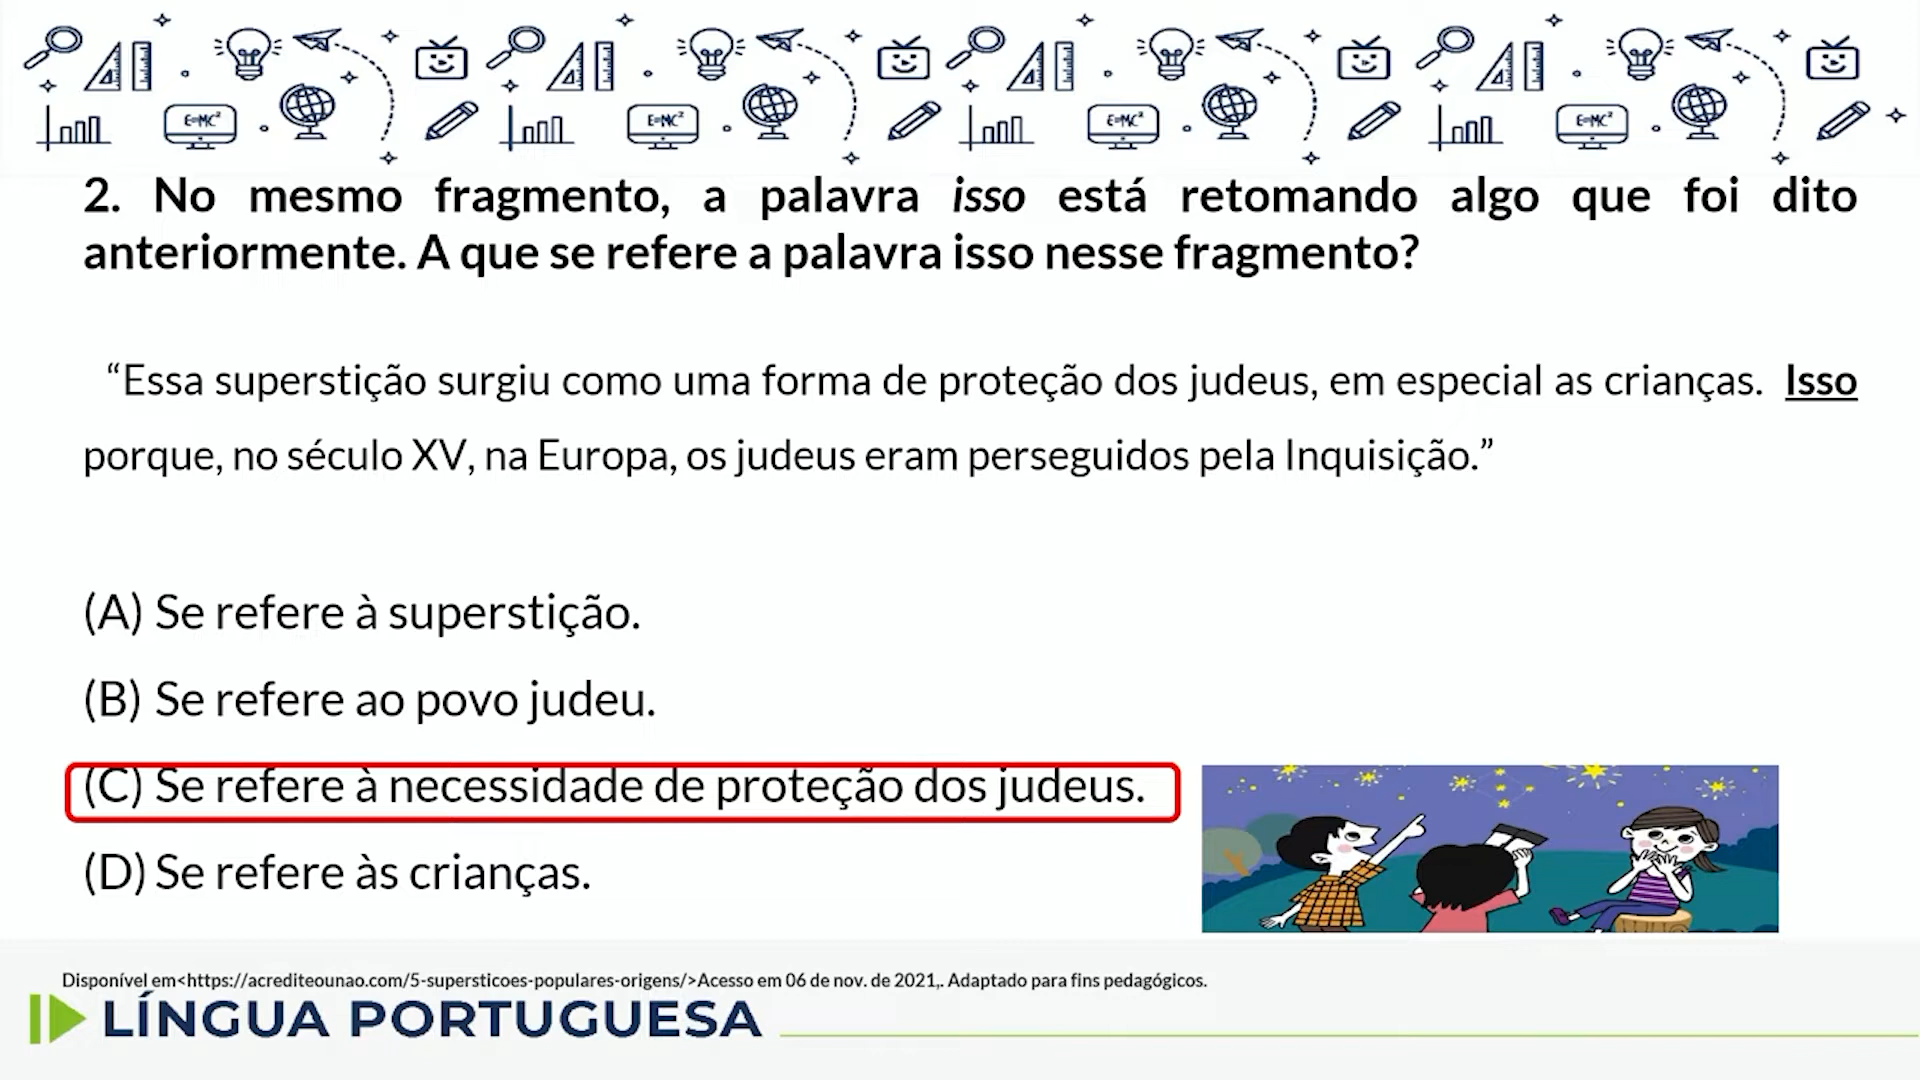 E=MC² E=MC² E=MC² E=MC²
2. No mesmo fragmento, a palavra isso está retomando algo que foi dito
anteriormente. A que se refere a palavra isso nesse fragmento?
“Essa superstição surgiu como uma forma de proteção dos judeus, em especial as crianças. Isso
porque, no século XV, na Europa, os judeus eram perseguidos pela Inquisição.”
(A) Se refere à superstição.
(B) Se refere ao povo judeu.
(C) Se refere à necessidade de proteção dos judeus.
(D) Se refere às crianças.
Disponível em<https://acrediteounao.com/5-supersticoes-populares-origens/>Acesso em 06 de nov. de 2021,. Adaptado para fins pedagógicos.
LÍNGUA PORTUGUESA